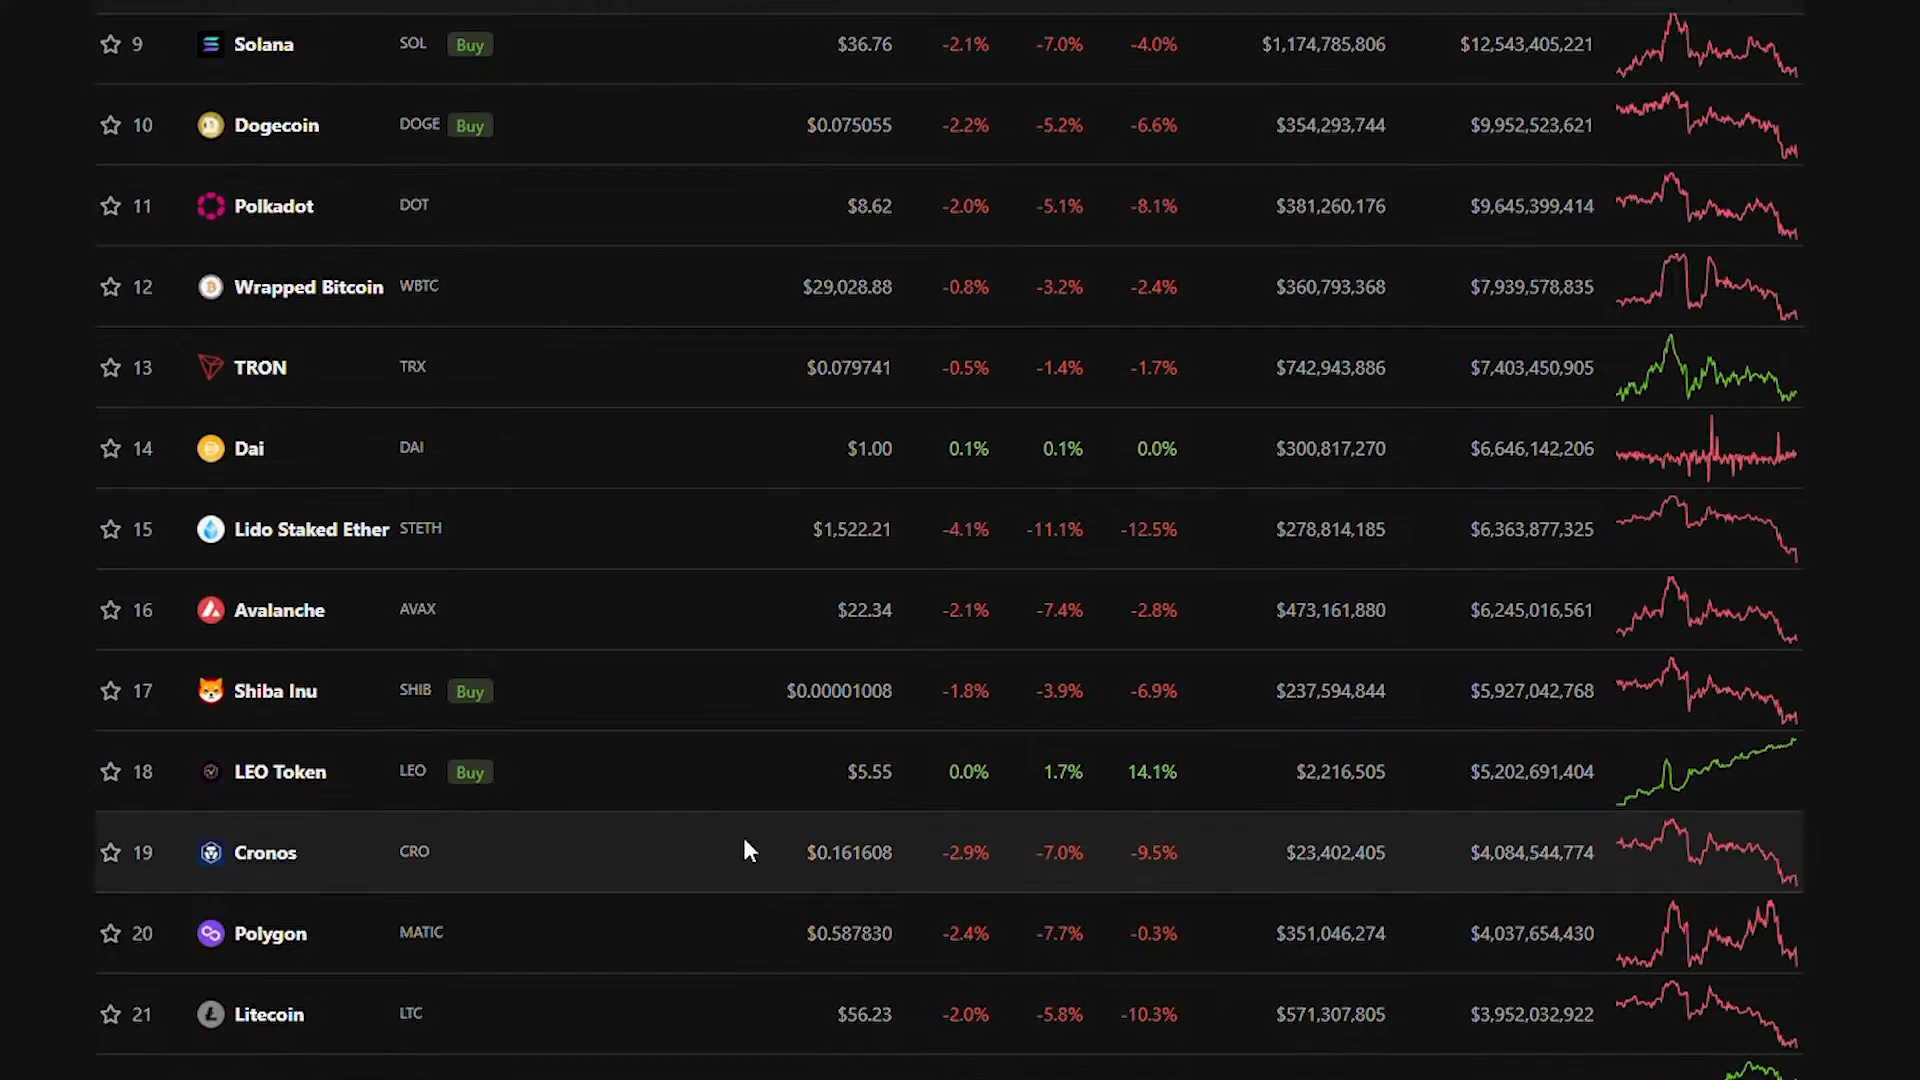 9 Solana SOL Buy $36.76 -2.1% -7.0% -4.0% $1,174,785,806 $12,543,405,221
10 Dogecoin DOGE Buy $0.075055 -2.2% -5.2% -6.6% $354,293,744 $9,952,523,621
11 Polkadot DOT $8.62 -2.0% -5.1% -8.1% $381,260,176 $9,645,399,414
12 Wrapped Bitcoin WBTC $29,028.88 -0.8% -3.2% -2.4% $360,793,368 $7,939,578,835
13 TRON TRX $0.079741 -0.5% -1.4% -1.7% $742,943,886 $7,403,450,905
14 Dai DAI $1.00 0.1% 0.1% 0.0% $300,817,270 $6,646,142,206
15 Lido Staked Ether STETH $1,522.21 -4.1% -11.1% -12.5% $278,814,185 $6,363,877,325
16 Avalanche AVAX $22.34 -2.1% -7.4% -2.8% $473,161,880 $6,245,016,561
17 Shiba Inu SHIB Buy $0.00001008 -1.8% -3.9% -6.9% $237,594,844 $5,927,042,768
18 LEO Token LEO Buy $5.55 0.0% 1.7% 14.1% $2,216,505 $5,202,691,404
19 Cronos CRO $0.161608 -2.9% -7.0% -9.5% $23,402,405 $4,084,544,774
20 Polygon MATIC $0.587830 -2.4% -7.7% -0.3% $351,046,274 $4,037,654,430
21 Litecoin LTC $56.23 -2.0% -5.8% -10.3% $571,307,805 $3,952,032,922